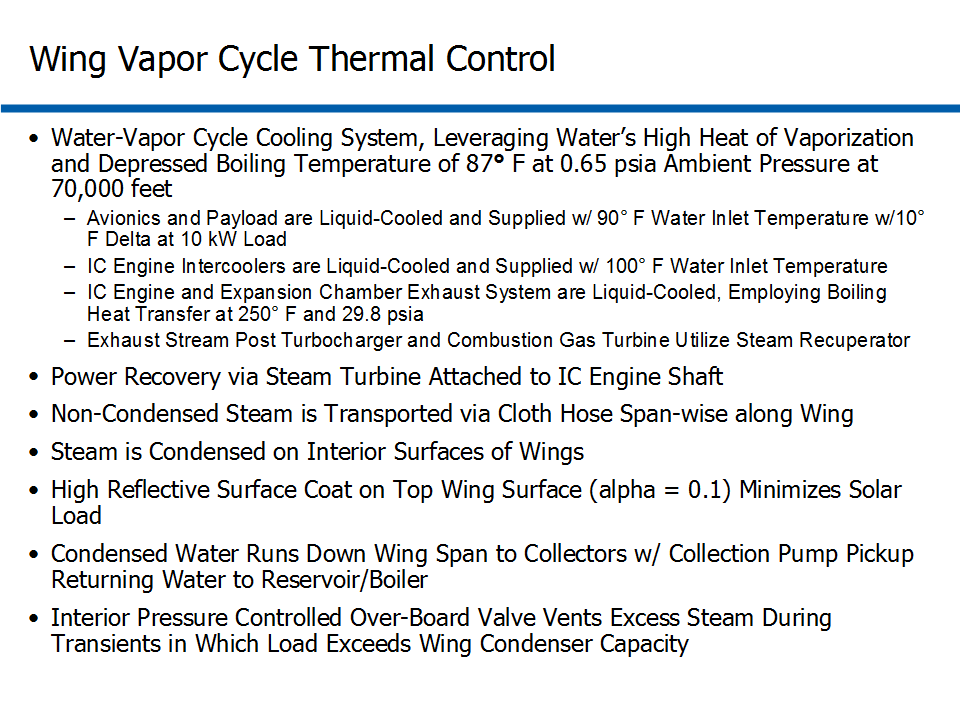 Wing Vapor Cycle Thermal Control
• Water-Vapor Cycle Cooling System, Leveraging Water’s High Heat of Vaporization
and Depressed Boiling Temperature of 87° F at 0.65 psia Ambient Pressure at
70,000 feet
– Avionics and Payload are Liquid-Cooled and Supplied w/ 90° F Water Inlet Temperature w/10°
F Delta at 10 kW Load
– IC Engine Intercoolers are Liquid-Cooled and Supplied w/ 100° F Water Inlet Temperature
– IC Engine and Expansion Chamber Exhaust System are Liquid-Cooled, Employing Boiling
Heat Transfer at 250° F and 29.8 psia
– Exhaust Stream Post Turbocharger and Combustion Gas Turbine Utilize Steam Recuperator
• Power Recovery via Steam Turbine Attached to IC Engine Shaft
• Non-Condensed Steam is Transported via Cloth Hose Span-wise along Wing
• Steam is Condensed on Interior Surfaces of Wings
• High Reflective Surface Coat on Top Wing Surface (alpha = 0.1) Minimizes Solar
Load
• Condensed Water Runs Down Wing Span to Collectors w/ Collection Pump Pickup
Returning Water to Reservoir/Boiler
• Interior Pressure Controlled Over-Board Valve Vents Excess Steam During
Transients in Which Load Exceeds Wing Condenser Capacity